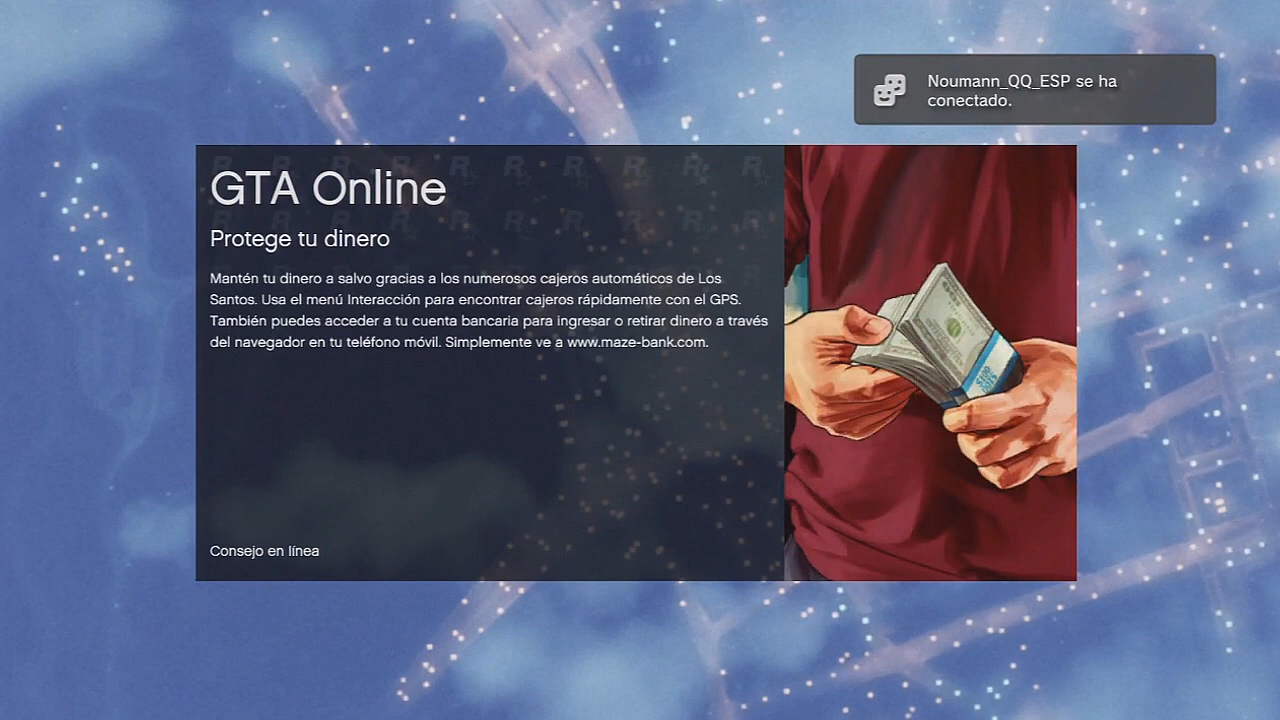 Noumann_QQ_ESP se ha
conectado.
GTA Online
Protege tu dinero
Mantén tu dinero a salvo gracias a los numerosos cajeros automáticos de Los
Santos. Usa el menú Interacción para encontrar cajeros rápidamente con el GPS.
También puedes acceder a tu cuenta bancaria para ingresar o retirar dinero a través
del navegador en tu teléfono móvil. Simplemente ve a www.maze-bank.com.
Consejo en línea